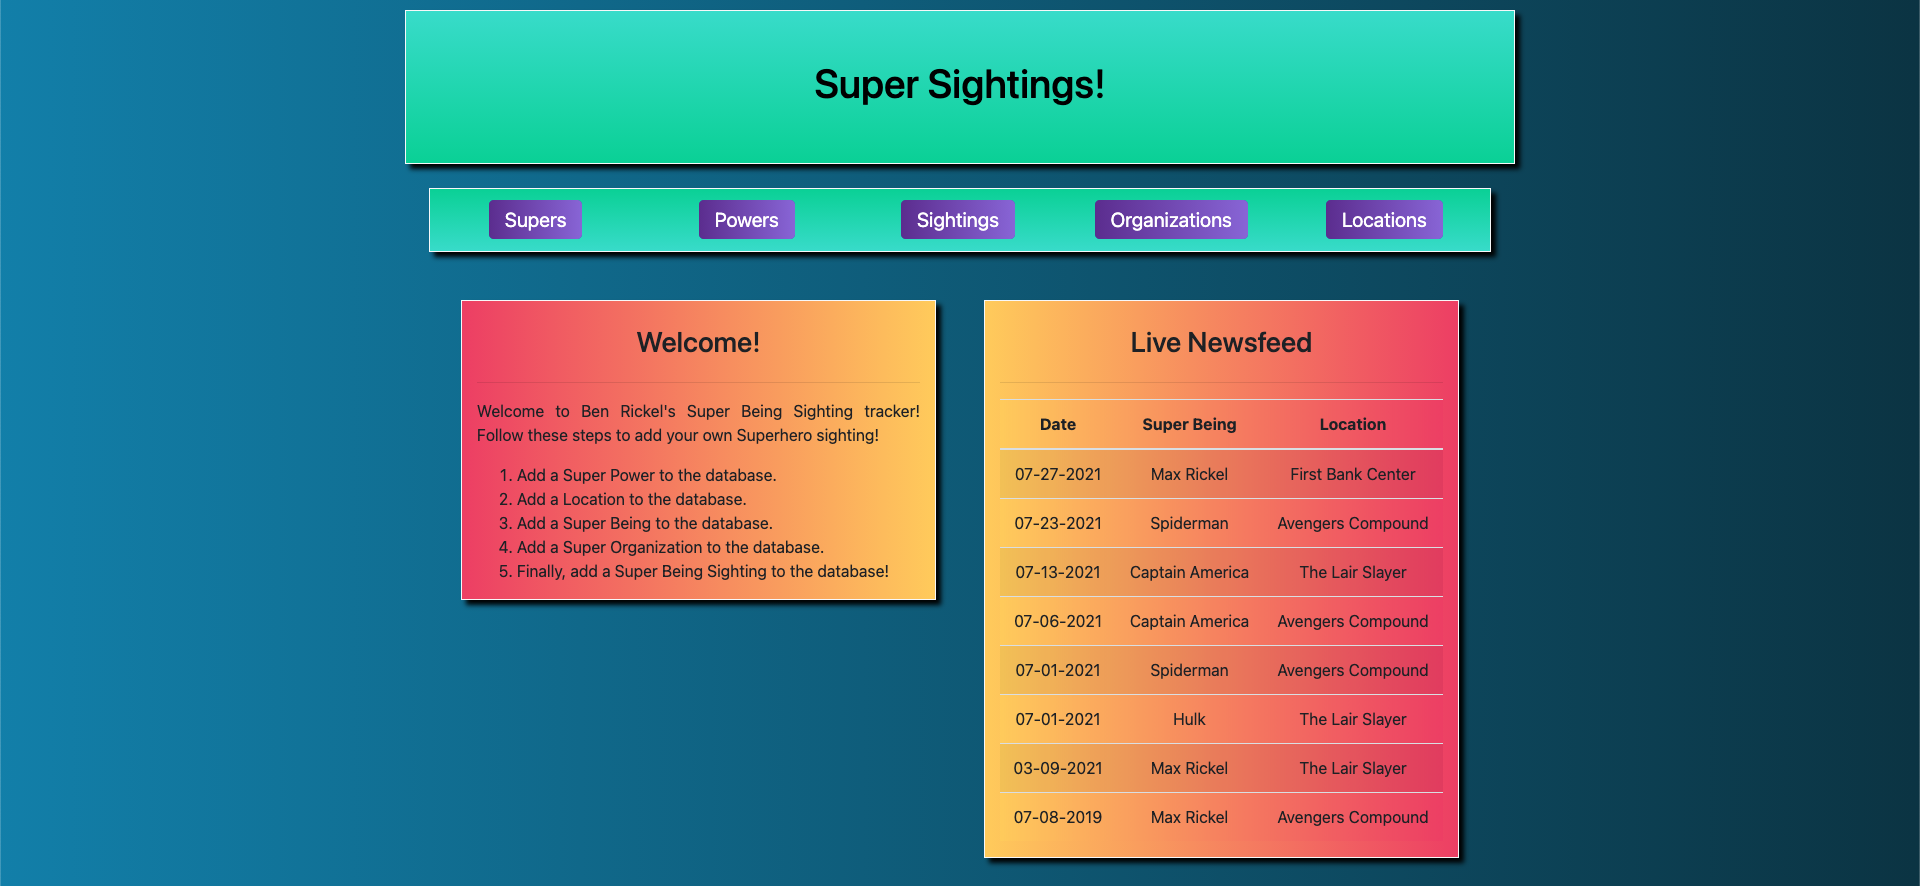 Super Sightings!
Supers Powers Sightings Organizations Locations
Welcome!
Welcome to Ben Rickel's Super Being Sighting tracker!
Follow these steps to add your own Superhero sighting!
1. Add a Super Power to the database.
2. Add a Location to the database.
3. Add a Super Being to the database.
4. Add a Super Organization to the database.
5. Finally, add a Super Being Sighting to the database!
Live Newsfeed
Date Super Being Location
07-27-2021 Max Rickel First Bank Center
07-23-2021 Spiderman Avengers Compound
07-13-2021 Captain America The Lair Slayer
07-06-2021 Captain America Avengers Compound
07-01-2021 Spiderman Avengers Compound
07-01-2021 Hulk The Lair Slayer
03-09-2021 Max Rickel The Lair Slayer
07-08-2019 Max Rickel Avengers Compound